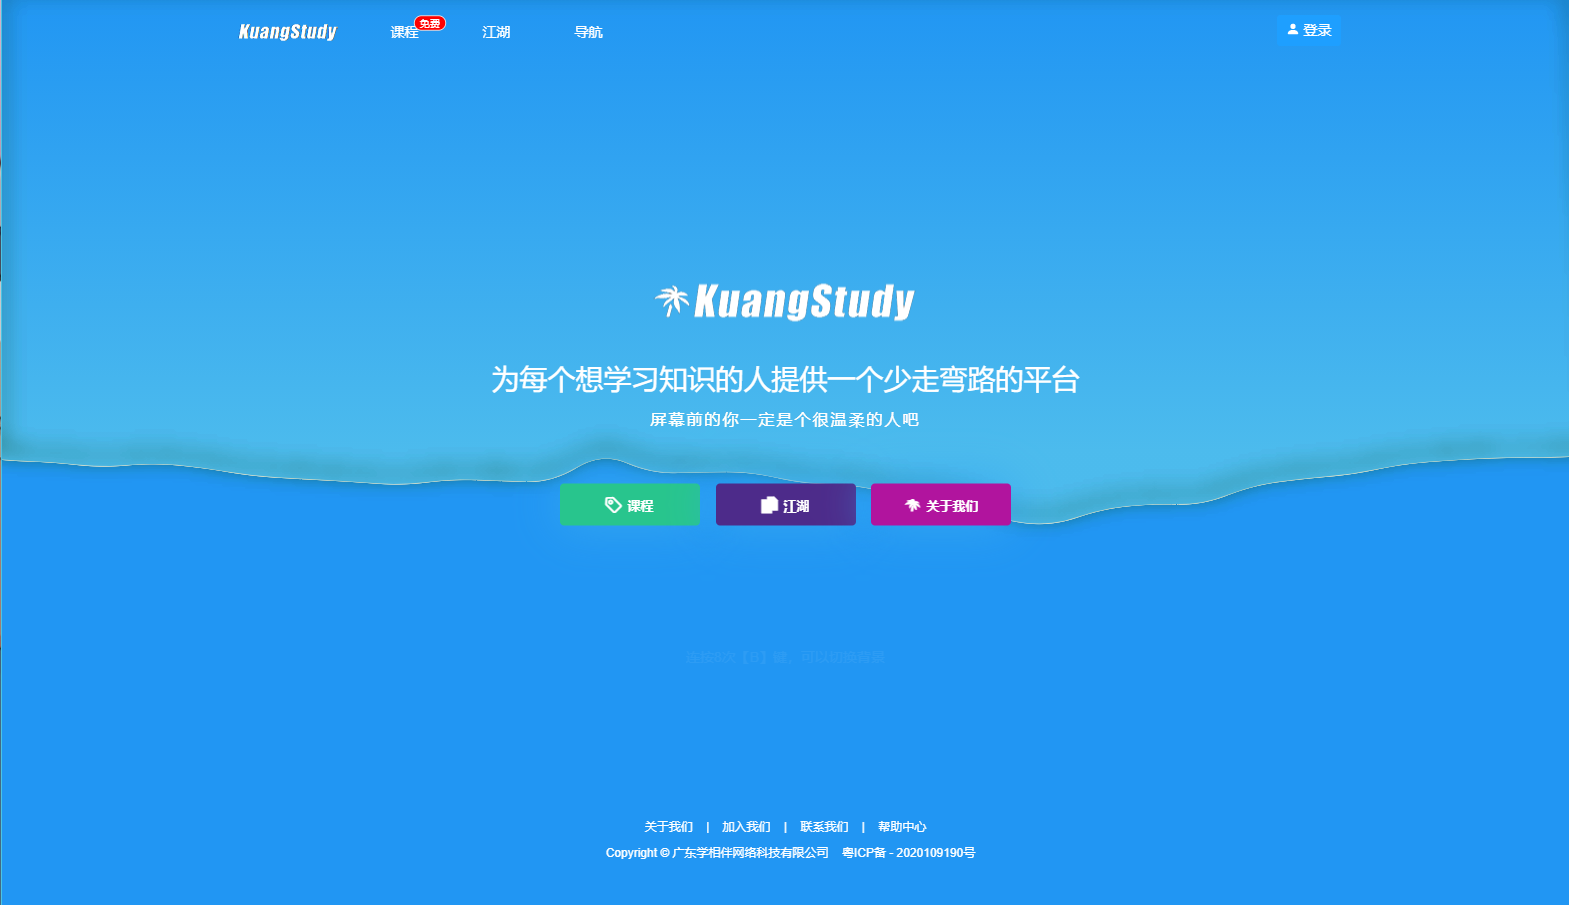 KuangStudy 课程 免费 江湖 导航 登录
KuangStudy
为每个想学习知识的人提供一个少走弯路的平台
屏幕前的你一定是个很温柔的人吧
课程 江湖 关于我们
关于我们 | 加入我们 | 联系我们 | 帮助中心
Copyright © 广东学相伴网络科技有限公司 粤ICP备 - 2020109190号